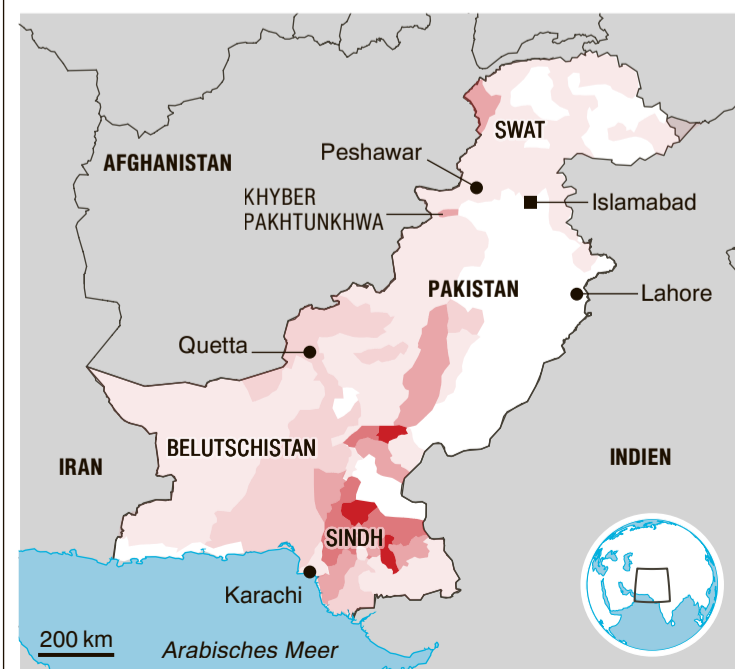 SWAT
Peshawar
AFGHANISTAN
KHYBER
PAKHTUNKHWA
Islamabad
PAKISTAN
Lahore
Quetta
BELUTSCHISTAN
IRAN
INDIEN
SINDH
Karachi
200 km
Arabisches Meer